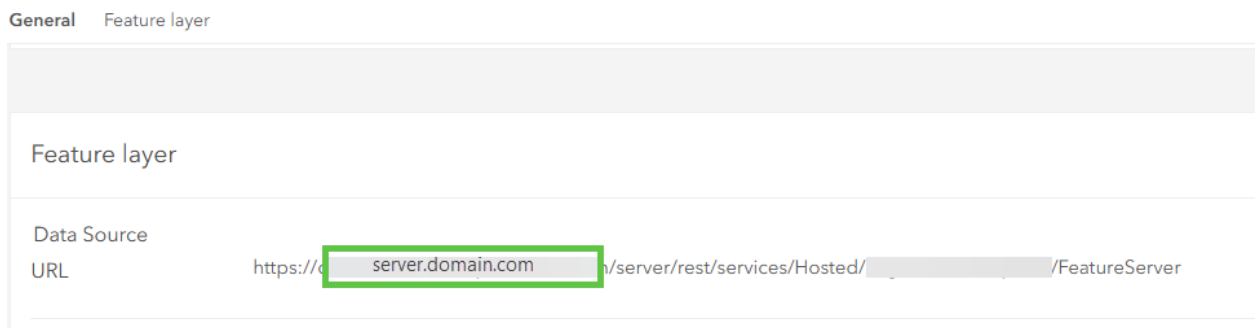 General Feature layer
Feature layer
Data Source
URL https:// server.domain.com /server/rest/services/Hosted/ /FeatureServer